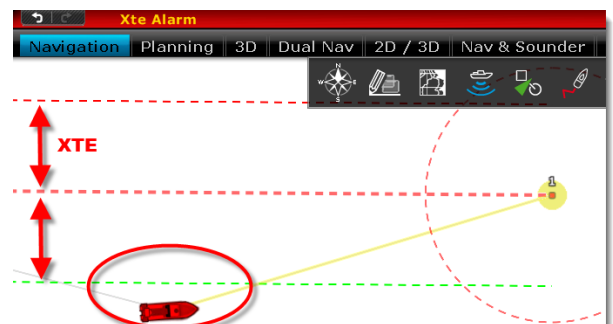 Xte Alarm
Navigation Planning 3D Dual Nav 2D / 3D Nav & Sounder
N
W E
S
XTE
1